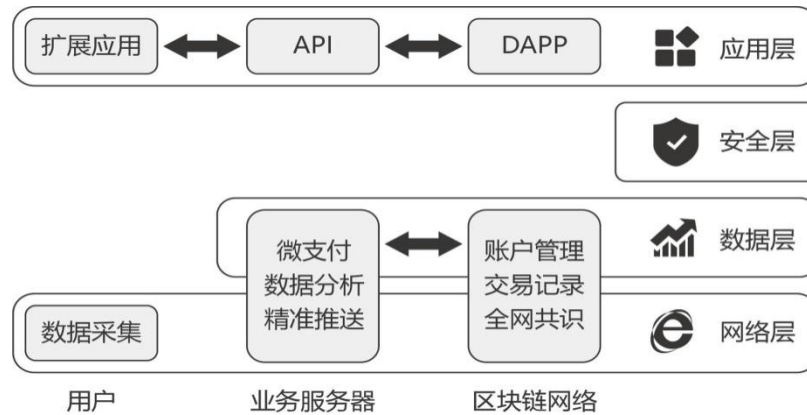 扩展应用
API
DAPP
应用层
安全层
数据层
微支付
数据分析
精准推送
账户管理
交易记录
全网共识
数据采集
网络层
用户
业务服务器
区块链网络